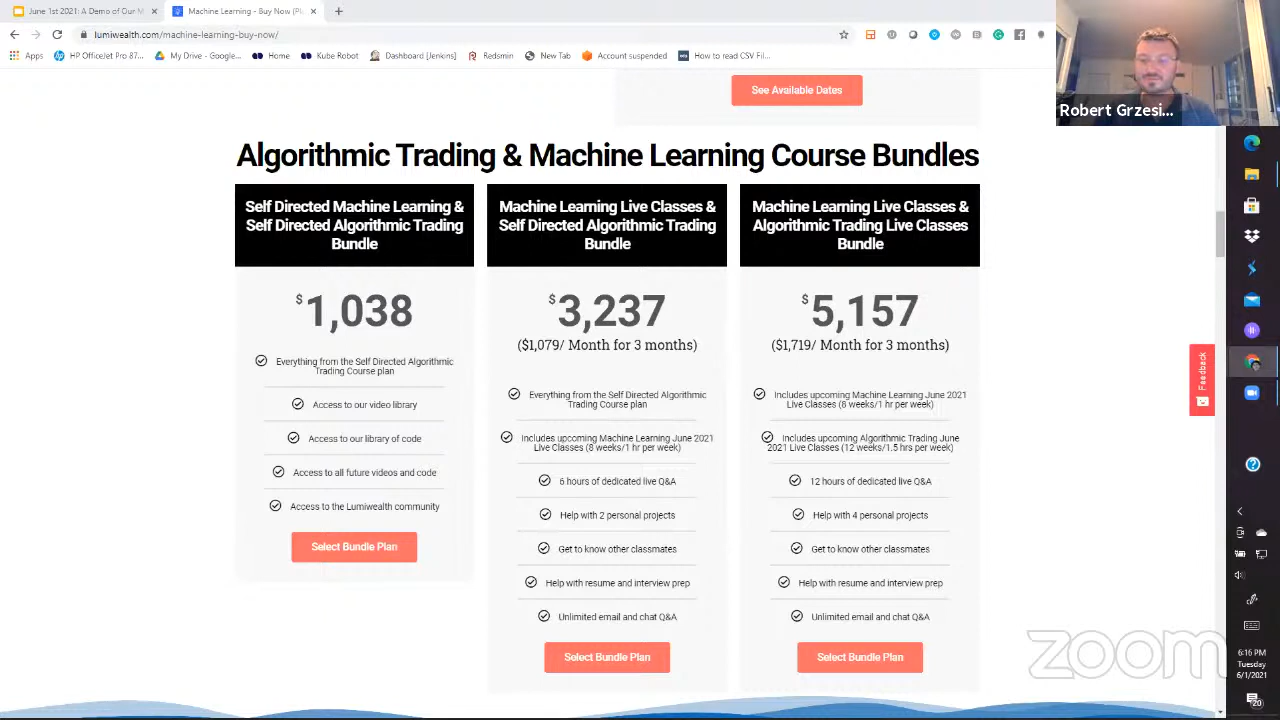 June 1st 2021: A Demo of Our M
Machine Learning - Buy Now (Pl
lumiwealth.com/machine-learning-buy-now/
Apps
HP OfficeJet Pro 87...
My Drive - Google...
Home
Kube Robot
Dashboard [Jenkins]
Redsmin
New Tab
Account suspended
How to read CSV Fil...
Robert Grzesi...
See Available Dates
Algorithmic Trading & Machine Learning Course Bundles
Self Directed Machine Learning &
Self Directed Algorithmic Trading
Bundle
$1,038
Everything from the Self Directed Algorithmic
Trading Course plan
Access to our video library
Access to our library of code
Access to all future videos and code
Access to the Lumiwealth community
Select Bundle Plan
Machine Learning Live Classes &
Self Directed Algorithmic Trading
Bundle
$3,237
($1,079/ Month for 3 months)
Everything from the Self Directed Algorithmic
Trading Course plan
Includes upcoming Machine Learning June 2021
Live Classes (8 weeks/1 hr per week)
6 hours of dedicated live Q&A
Help with 2 personal projects
Get to know other classmates
Help with resume and interview prep
Unlimited email and chat Q&A
Select Bundle Plan
Machine Learning Live Classes &
Algorithmic Trading Live Classes
Bundle
$5,157
($1,719/ Month for 3 months)
Includes upcoming Machine Learning June 2021
Live Classes (8 weeks/1 hr per week)
Includes upcoming Algorithmic Trading June
2021 Live Classes (12 weeks/1.5 hrs per week)
12 hours of dedicated live Q&A
Help with 4 personal projects
Get to know other classmates
Help with resume and interview prep
Unlimited email and chat Q&A
Select Bundle Plan
Feedback
zoom
6:16 PM
Tuesday
6/1/2021
20